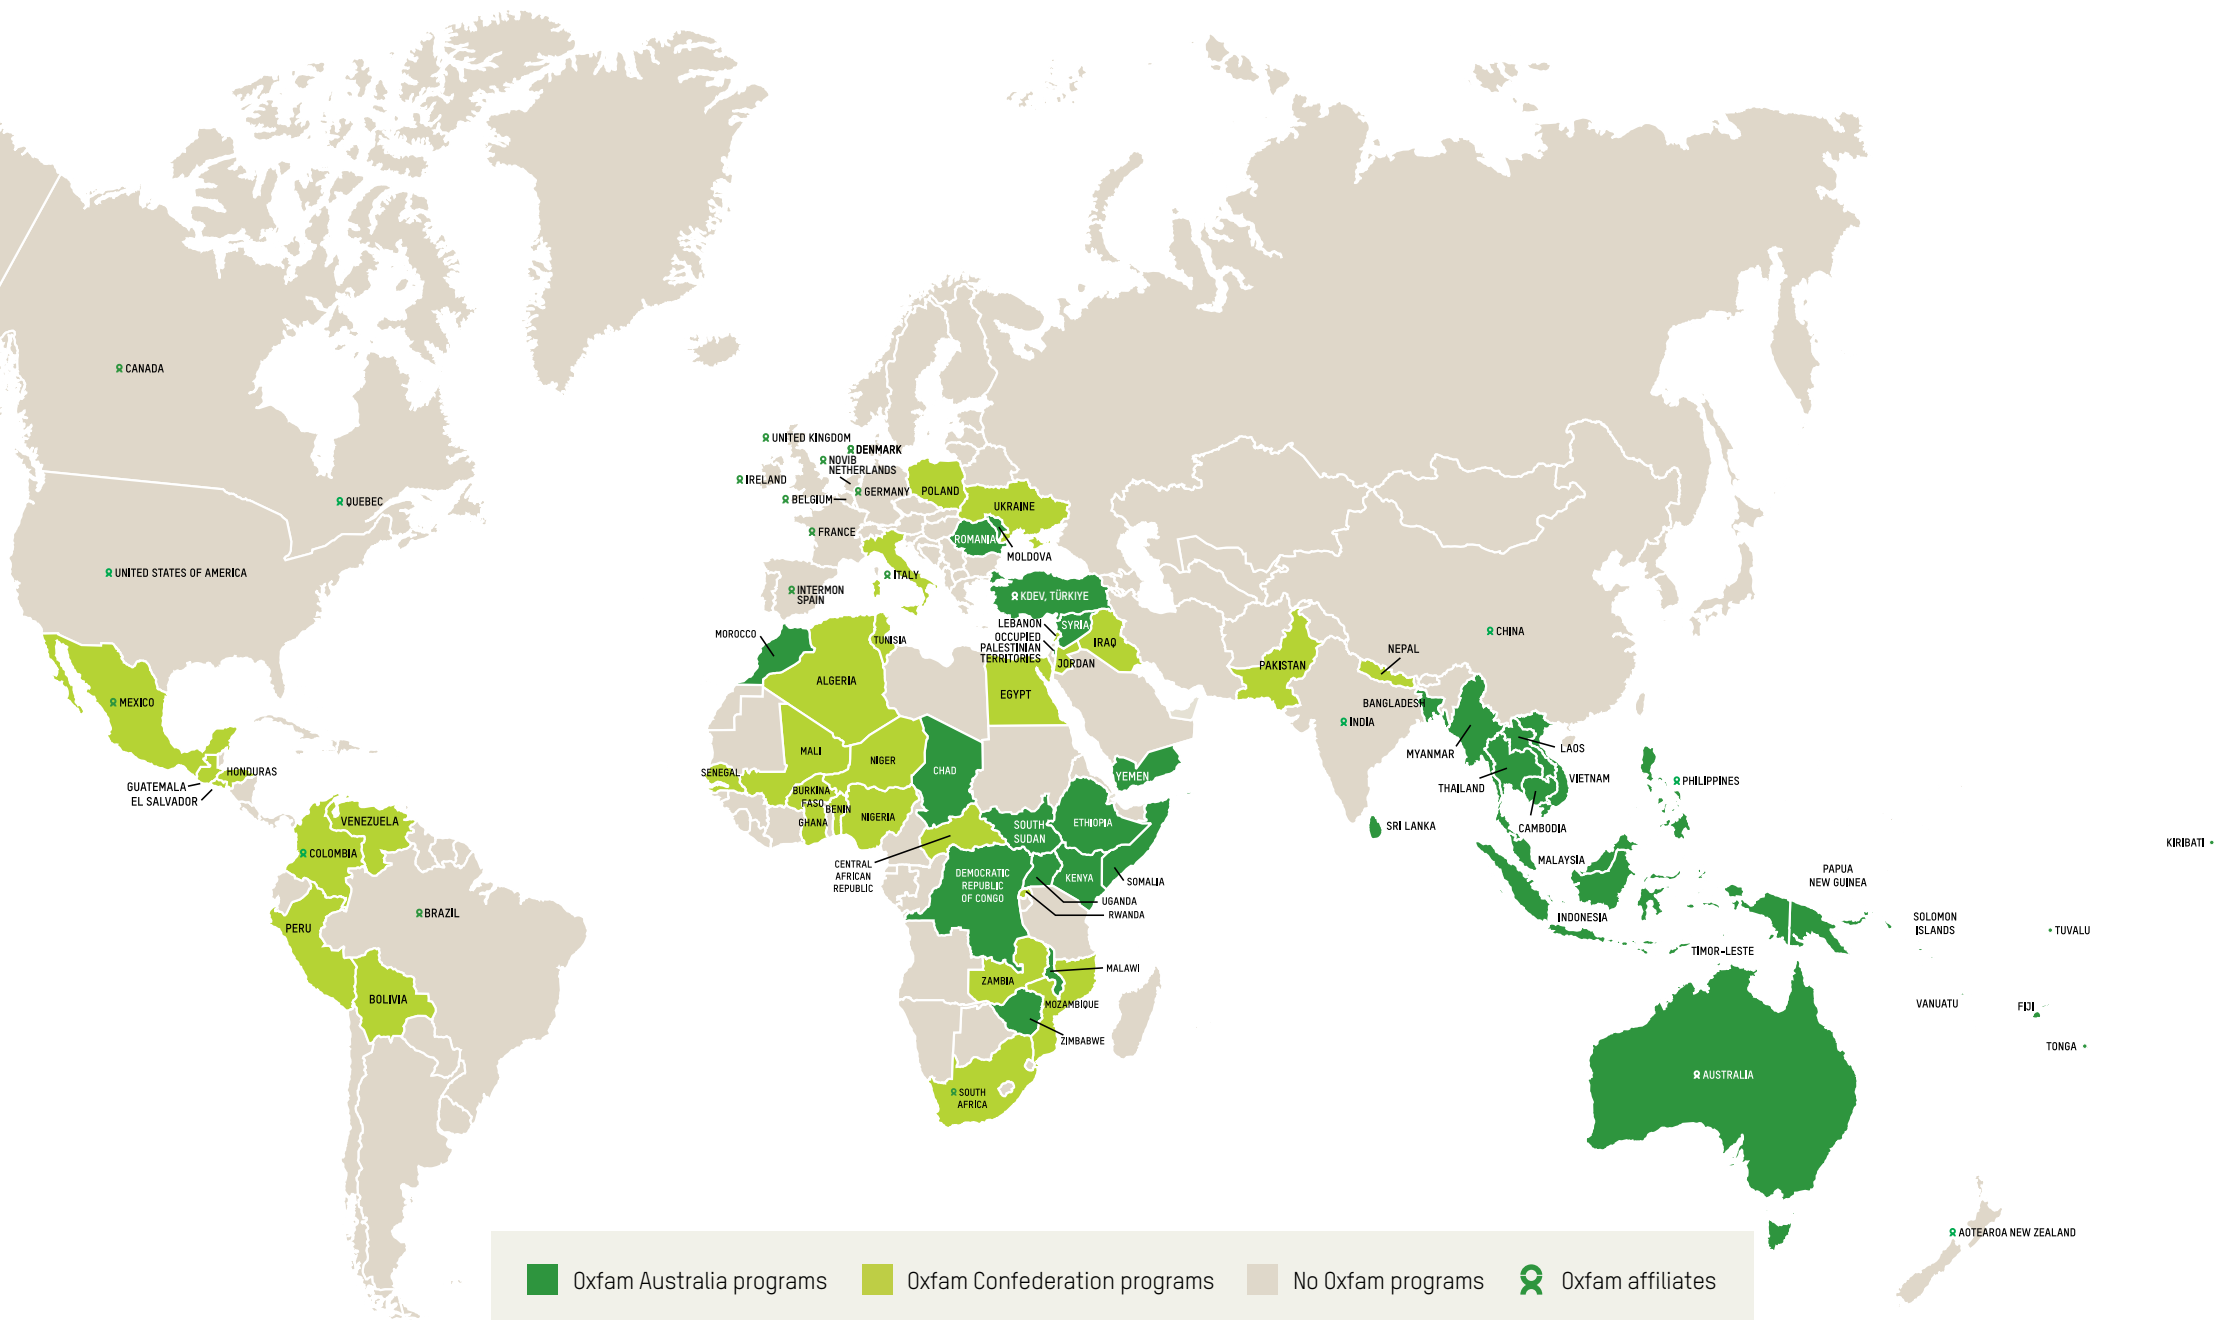 CANADA
QUEBEC
UNITED STATES OF AMERICA
MEXICO
GUATEMALA
EL SALVADOR
HONDURAS
VENEZUELA
COLOMBIA
BRAZIL
PERU
BOLIVIA
UNITED KINGDOM
DENMARK
NOVIB
NETHERLANDS
IRELAND
GERMANY
BELGIUM
FRANCE
POLAND
UKRAINE
ROMANIA
MOLDOVA
ITALY
INTERMON
SPAIN
KDEV, TÜRKIYE
LEBANON
SYRIA
OCCUPIED
PALESTINIAN
TERRITORIES
IRAQ
JORDAN
MOROCCO
TUNISIA
ALGERIA
EGYPT
MALI
NIGER
CHAD
SENEGAL
BURKINA
FASO
BENIN
GHANA
NIGERIA
YEMEN
SOUTH
SUDAN
ETHIOPIA
CENTRAL
AFRICAN
REPUBLIC
DEMOCRATIC
REPUBLIC
OF CONGO
KENYA
SOMALIA
UGANDA
RWANDA
MALAWI
ZAMBIA
MOZAMBIQUE
ZIMBABWE
SOUTH
AFRICA
PAKISTAN
NEPAL
CHINA
BANGLADESH
INDIA
MYANMAR
LAOS
VIETNAM
THAILAND
CAMBODIA
PHILIPPINES
SRI LANKA
MALAYSIA
INDONESIA
PAPUA
NEW GUINEA
KIRIBATI
SOLOMON
ISLANDS
TUVALU
TIMOR-LESTE
VANUATU
FIJI
TONGA
AUSTRALIA
AOTEAROA NEW ZEALAND
Oxfam Australia programs
Oxfam Confederation programs
No Oxfam programs
Oxfam affiliates